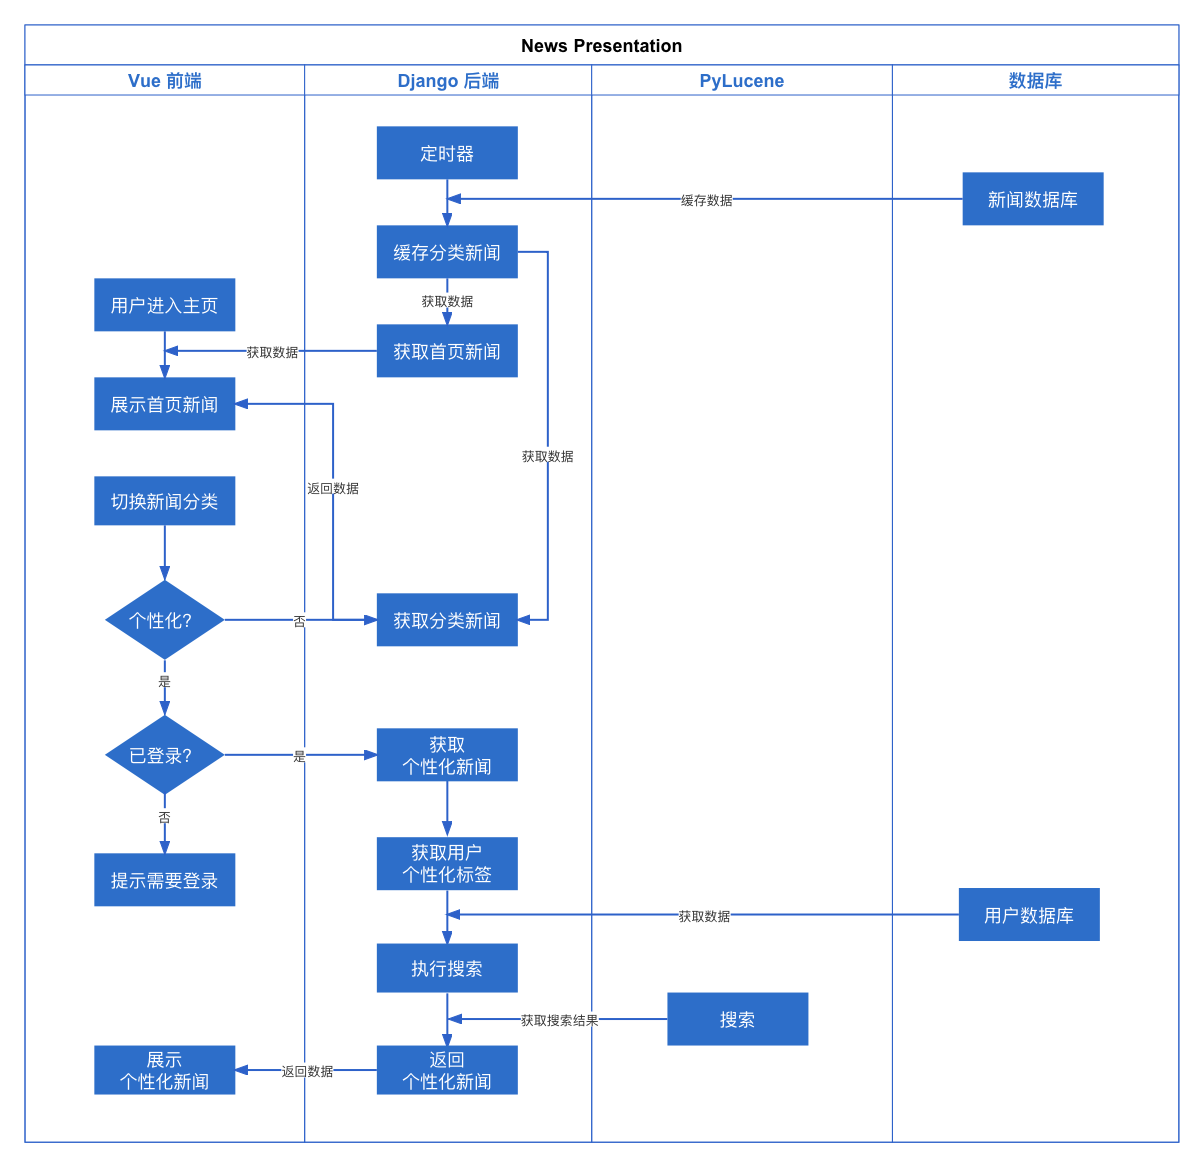 News Presentation
Vue 前端
Django 后端
PyLucene
数据库
定时器
新闻数据库
缓存数据
缓存分类新闻
用户进入主页
获取数据
获取首页新闻
获取数据
展示首页新闻
获取数据
返回数据
切换新闻分类
个性化?
否
获取分类新闻
是
已登录?
是
获取
个性化新闻
否
提示需要登录
获取用户
个性化标签
用户数据库
获取数据
执行搜索
搜索
获取搜索结果
展示
个性化新闻
返回数据
返回
个性化新闻